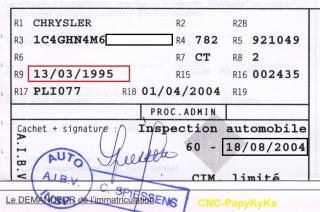 R1 CHRYSLER R2 R2B
R3 1C4GHN4M6 R4 782 R5 921049
R6 R7 CT R8 2
R9 13/03/1995 R15 R16 002435
R17 PLI077 R18 01/04/2004 R19
PROC.ADMIN
Cachet + signature : Inspection automobile
A.I.B.V. 60 - 18/08/2004
CIM. limité
AUTO
A.I.B.V.
C. SPIESSENS
Le DEMANDEUR de l'immatriculation
CNC-PapyKyKa